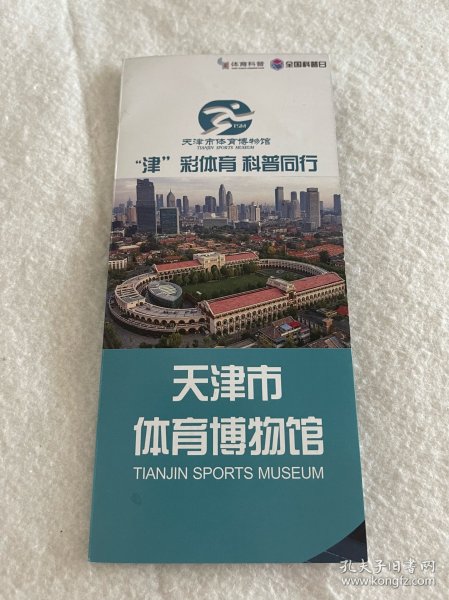 体育科普 全国科普日
TSM
天津市体育博物馆
TIANJIN SPORTS MUSEUM
“津”彩体育 科普同行
天津市
体育博物馆
TIANJIN SPORTS MUSEUM
孔夫子旧书网
www.kongfz.com